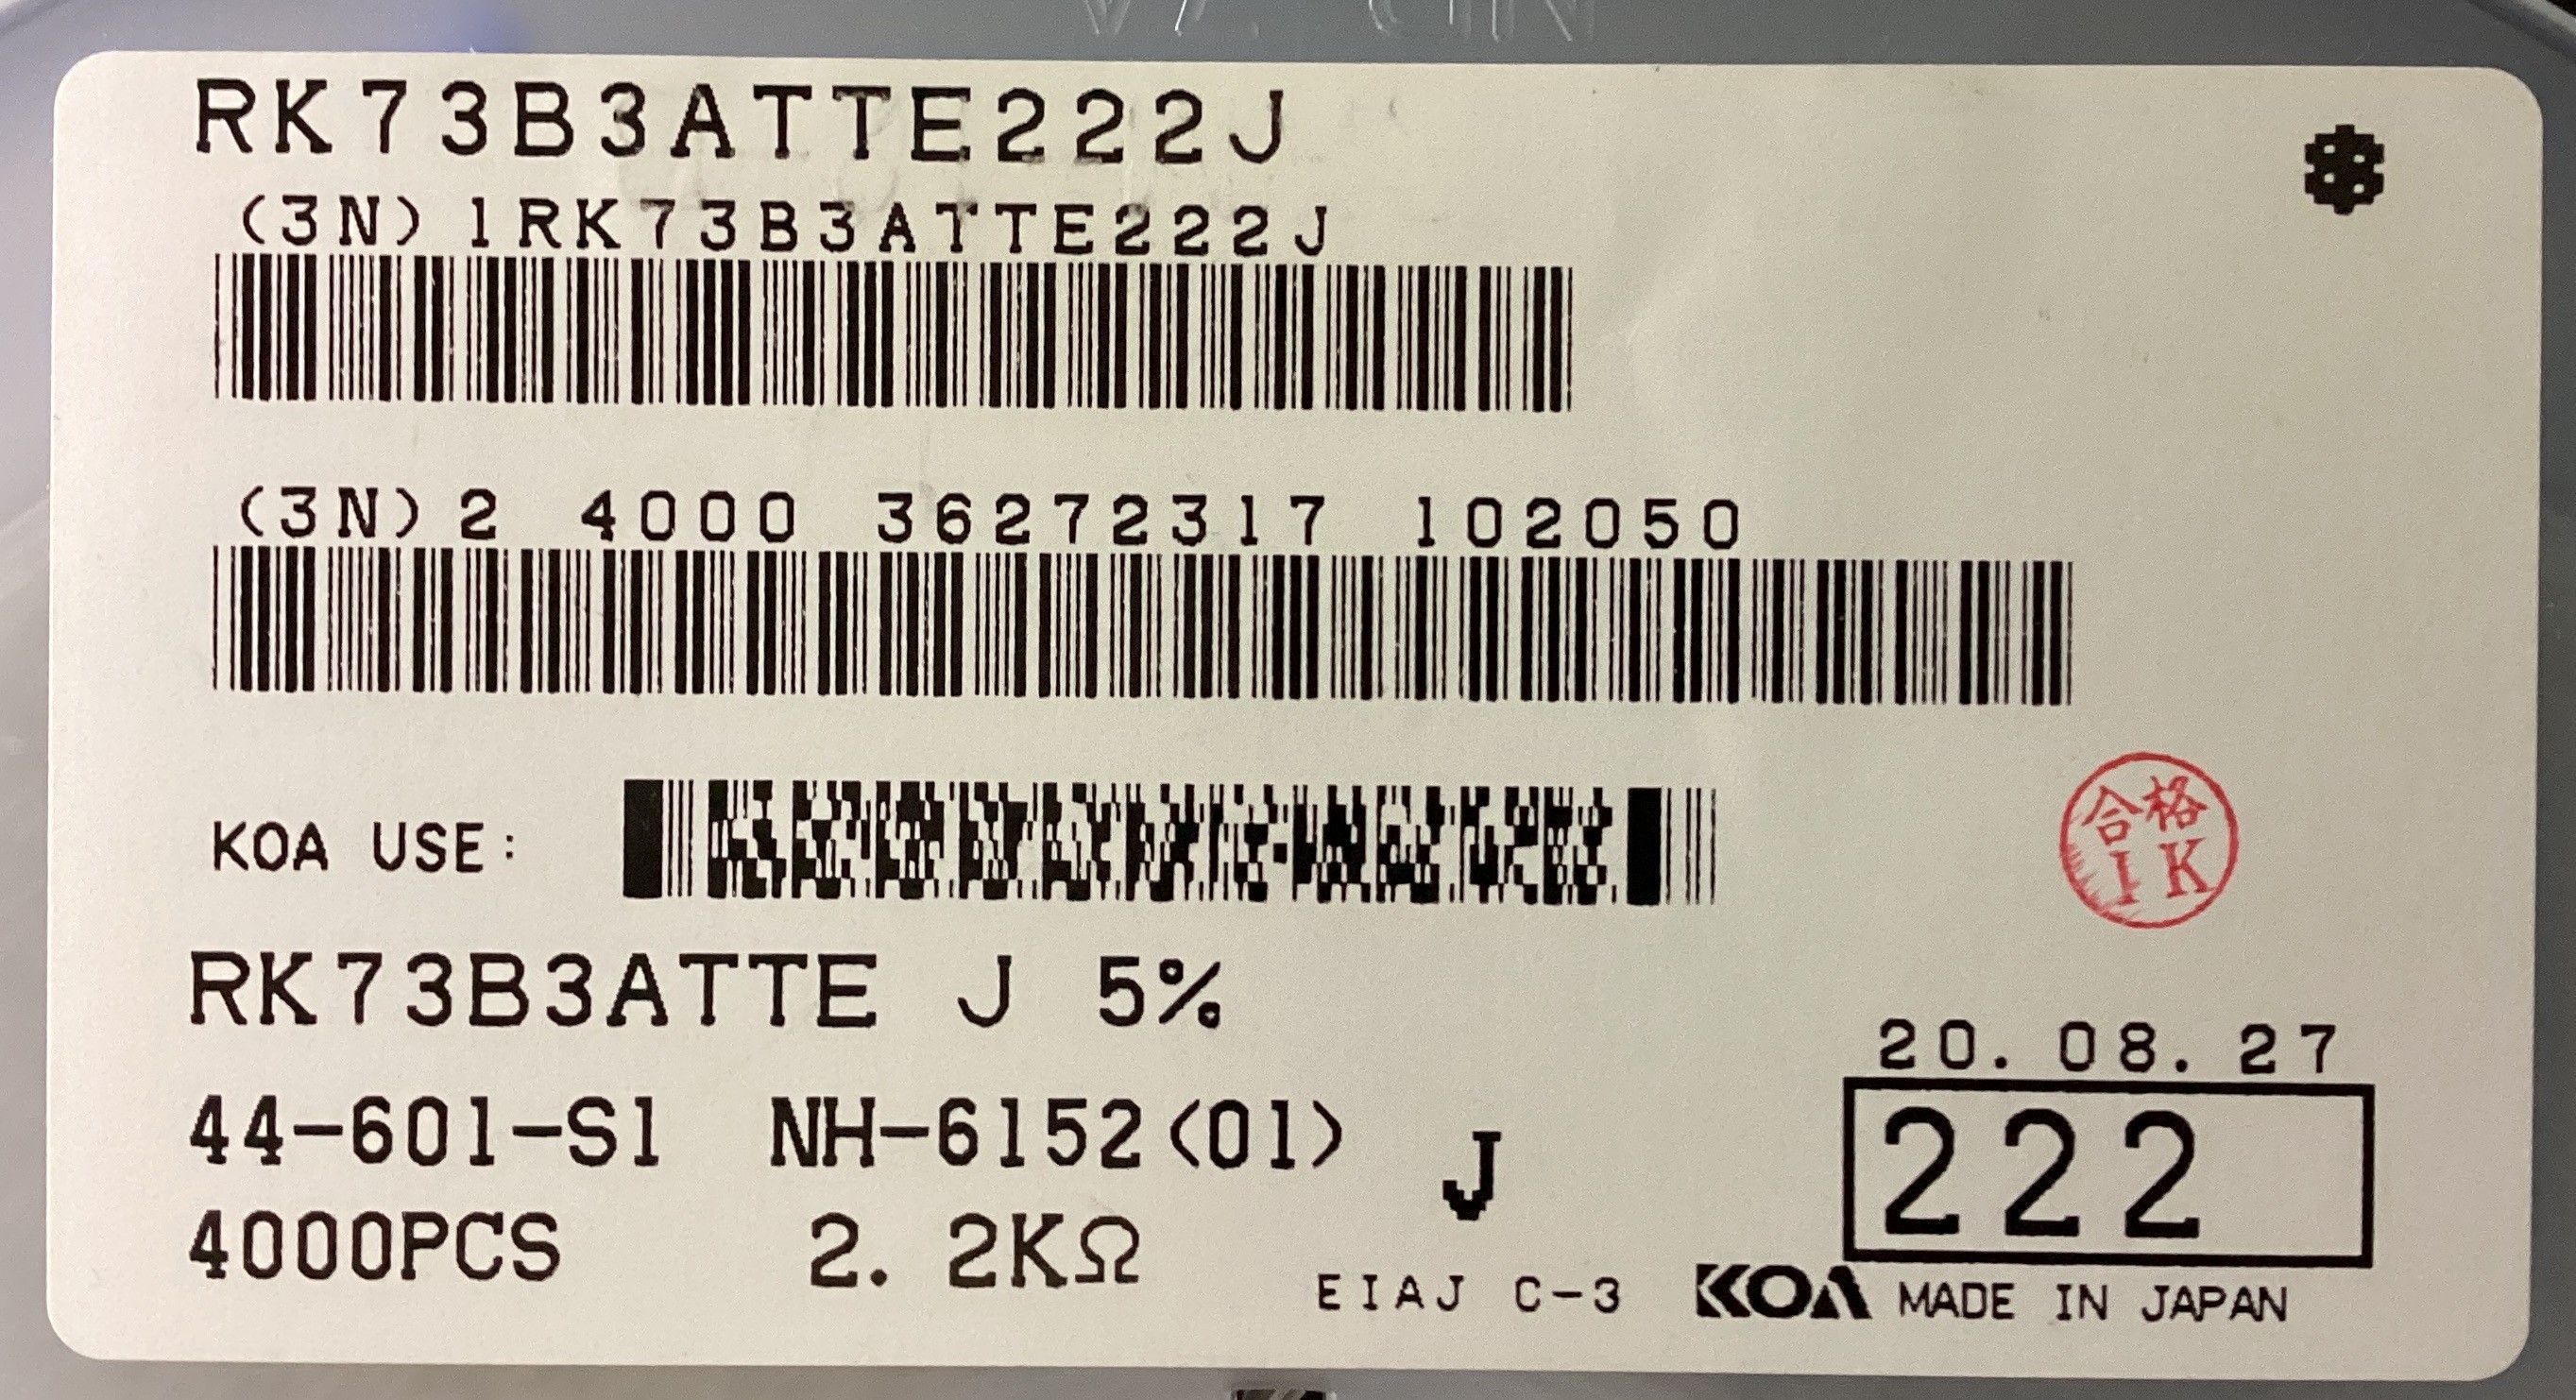 RK73B3ATTE222J
(3N)1RK73B3ATTE222J
(3N)2 4000 36272317 102050
KOA USE:
合格
IK
RK73B3ATTE J 5%
20.08.27
44-601-S1 NH-6152(01) J
222
4000PCS 2.2KΩ
EIAJ C-3 KOA MADE IN JAPAN